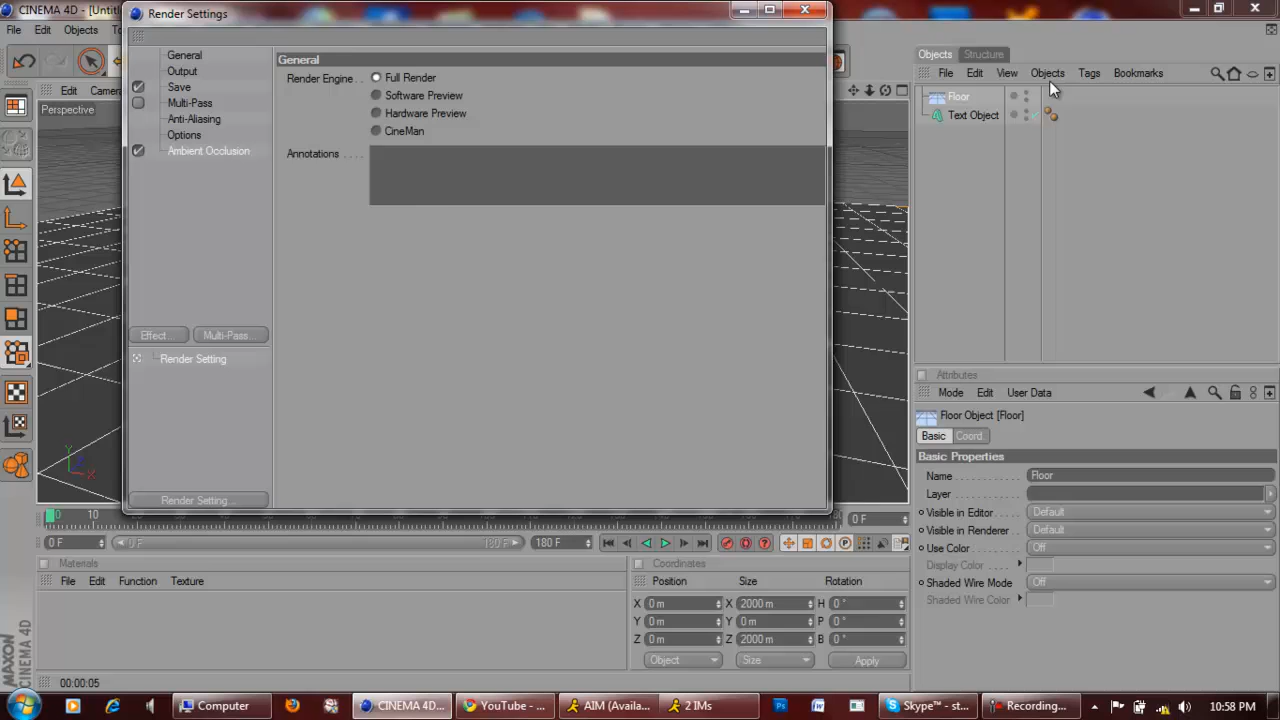 CINEMA 4D - [Untitl
Render Settings
File Edit Objects To
General
Output
Save
Multi-Pass
Anti-Aliasing
Options
Ambient Occlusion
Effect... Multi-Pass...
Render Setting
Render Setting...
General
Render Engine Full Render
Software Preview
Hardware Preview
CineMan
Annotations
Edit Camera
Perspective
Y
X
Objects Structure
File Edit View Objects Tags Bookmarks
Floor
Text Object
Attributes
Mode Edit User Data
Floor Object [Floor]
Basic Coord.
Basic Properties
Name Floor
Layer
Visible in Editor Default
Visible in Renderer Default
Use Color Off
Display Color
Shaded Wire Mode Off
Shaded Wire Color
0 10 0 F
0 F 0 F 180 F 180 F
Materials
File Edit Function Texture
Coordinates
Position Size Rotation
X 0 m X 2000 m H 0 °
Y 0 m Y 0 m P 0 °
Z 0 m Z 2000 m B 0 °
Object Size Apply
MAXON CINEMA 4D
00:00:05
Computer CINEMA 4D... YouTube - ... AIM (Availa... 2 IMs Skype™ - st... Recording... 10:58 PM